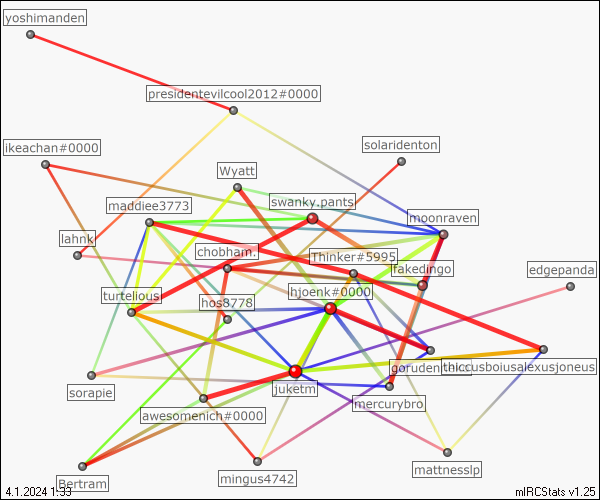 yoshimanden
presidentevilcool2012#0000
ikeachan#0000
solaridenton
Wyatt
swanky.pants
maddiee3773
moonraven
lahnk
chobham.
Thinker#5995
fakedingo
edgepanda
turtelious
hos8778
hjoenk#0000
goruden
thiccusboiusalexusjoneus
sorapie
juketm
mercurybro
awesomenich#0000
Bertram
mingus4742
mattnesslp
4.1.2024 1:33
mIRCStats v1.25